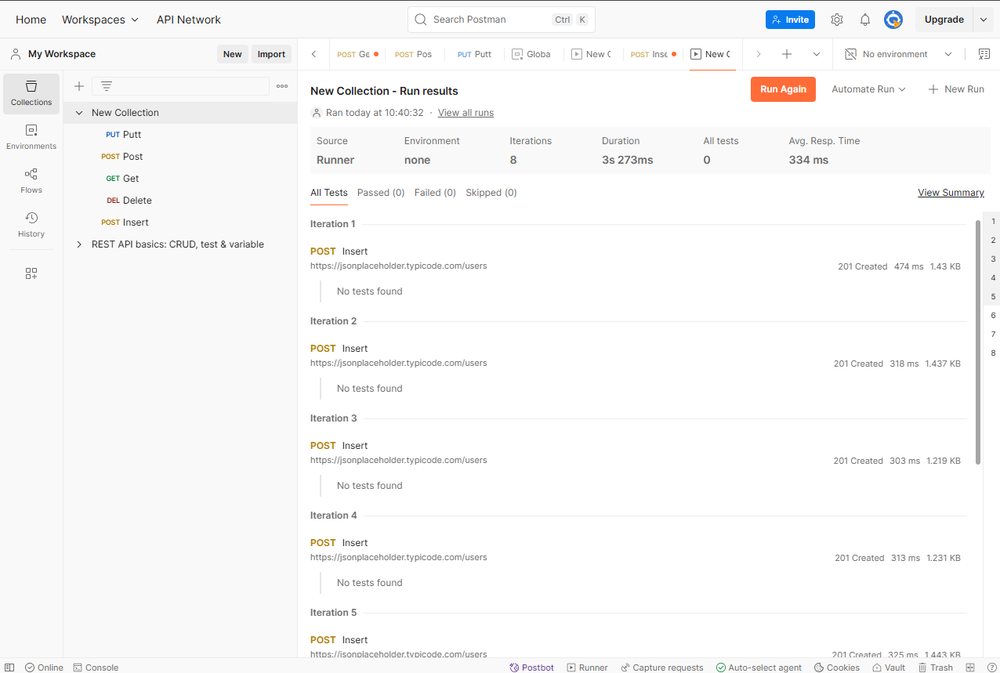 Home Workspaces API Network Search Postman Ctrl K Invite Upgrade
My Workspace New Import POST Ge POST Pos PUT Putt Globa New C POST Inse New C No environment
Collections
Environments
Flows
History
New Collection
PUT Putt
POST Post
GET Get
DEL Delete
POST Insert
REST API basics: CRUD, test & variable
New Collection - Run results Run Again Automate Run New Run
Ran today at 10:40:32 · View all runs
Source Environment Iterations Duration All tests Avg. Resp. Time
Runner none 8 3s 273ms 0 334 ms
All Tests Passed (0) Failed (0) Skipped (0) View Summary
Iteration 1
POST Insert
https://jsonplaceholder.typicode.com/users 201 Created 474 ms 1.43 KB
No tests found
Iteration 2
POST Insert
https://jsonplaceholder.typicode.com/users 201 Created 318 ms 1.437 KB
No tests found
Iteration 3
POST Insert
https://jsonplaceholder.typicode.com/users 201 Created 303 ms 1.219 KB
No tests found
Iteration 4
POST Insert
https://jsonplaceholder.typicode.com/users 201 Created 313 ms 1.231 KB
No tests found
Iteration 5
POST Insert
https://jsonplaceholder.typicode.com/users 201 Created 325 ms 1.443 KB
1
2
3
4
5
6
7
8
Online Console Postbot Runner Capture requests Auto-select agent Cookies Vault Trash